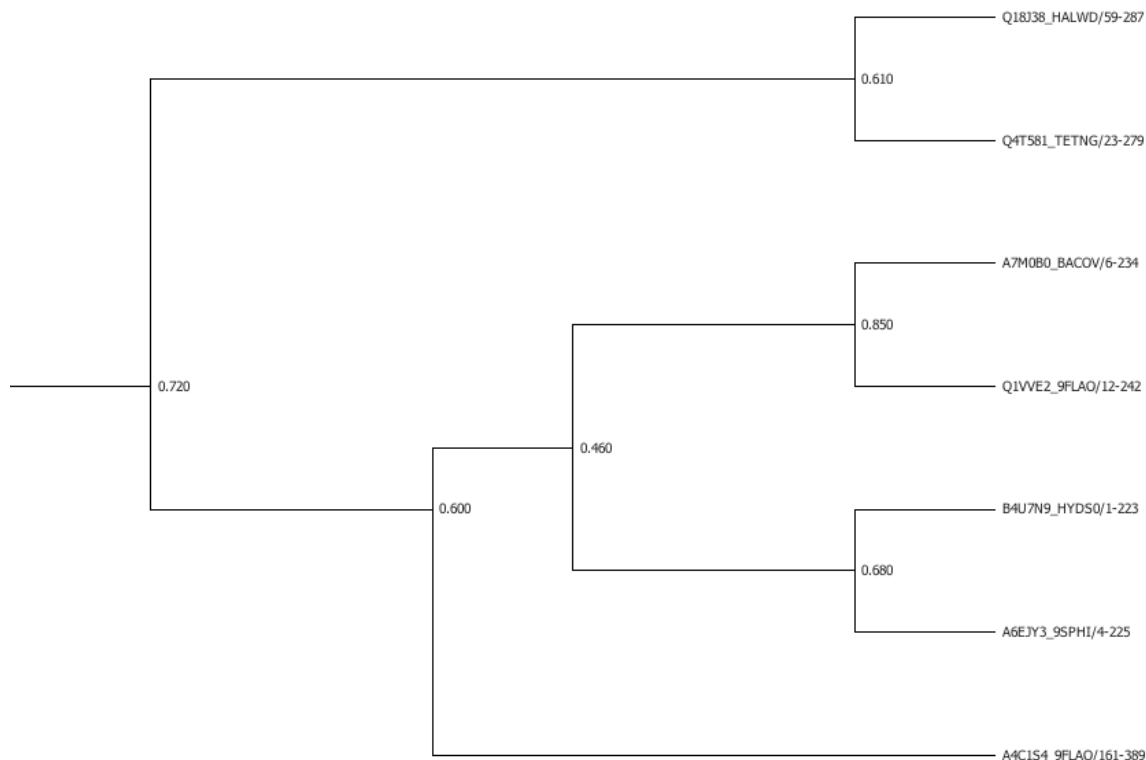 Q18J38_HALWD/59-287
0.610
Q4T581_TETNG/23-279
A7M0B0_BACOV/6-234
0.850
0.720
Q1VVE2_9FLAO/12-242
0.460
0.600
B4U7N9_HYDS0/1-223
0.680
A6EJY3_9SPHI/4-225
A4C1S4_9FLAO/161-389